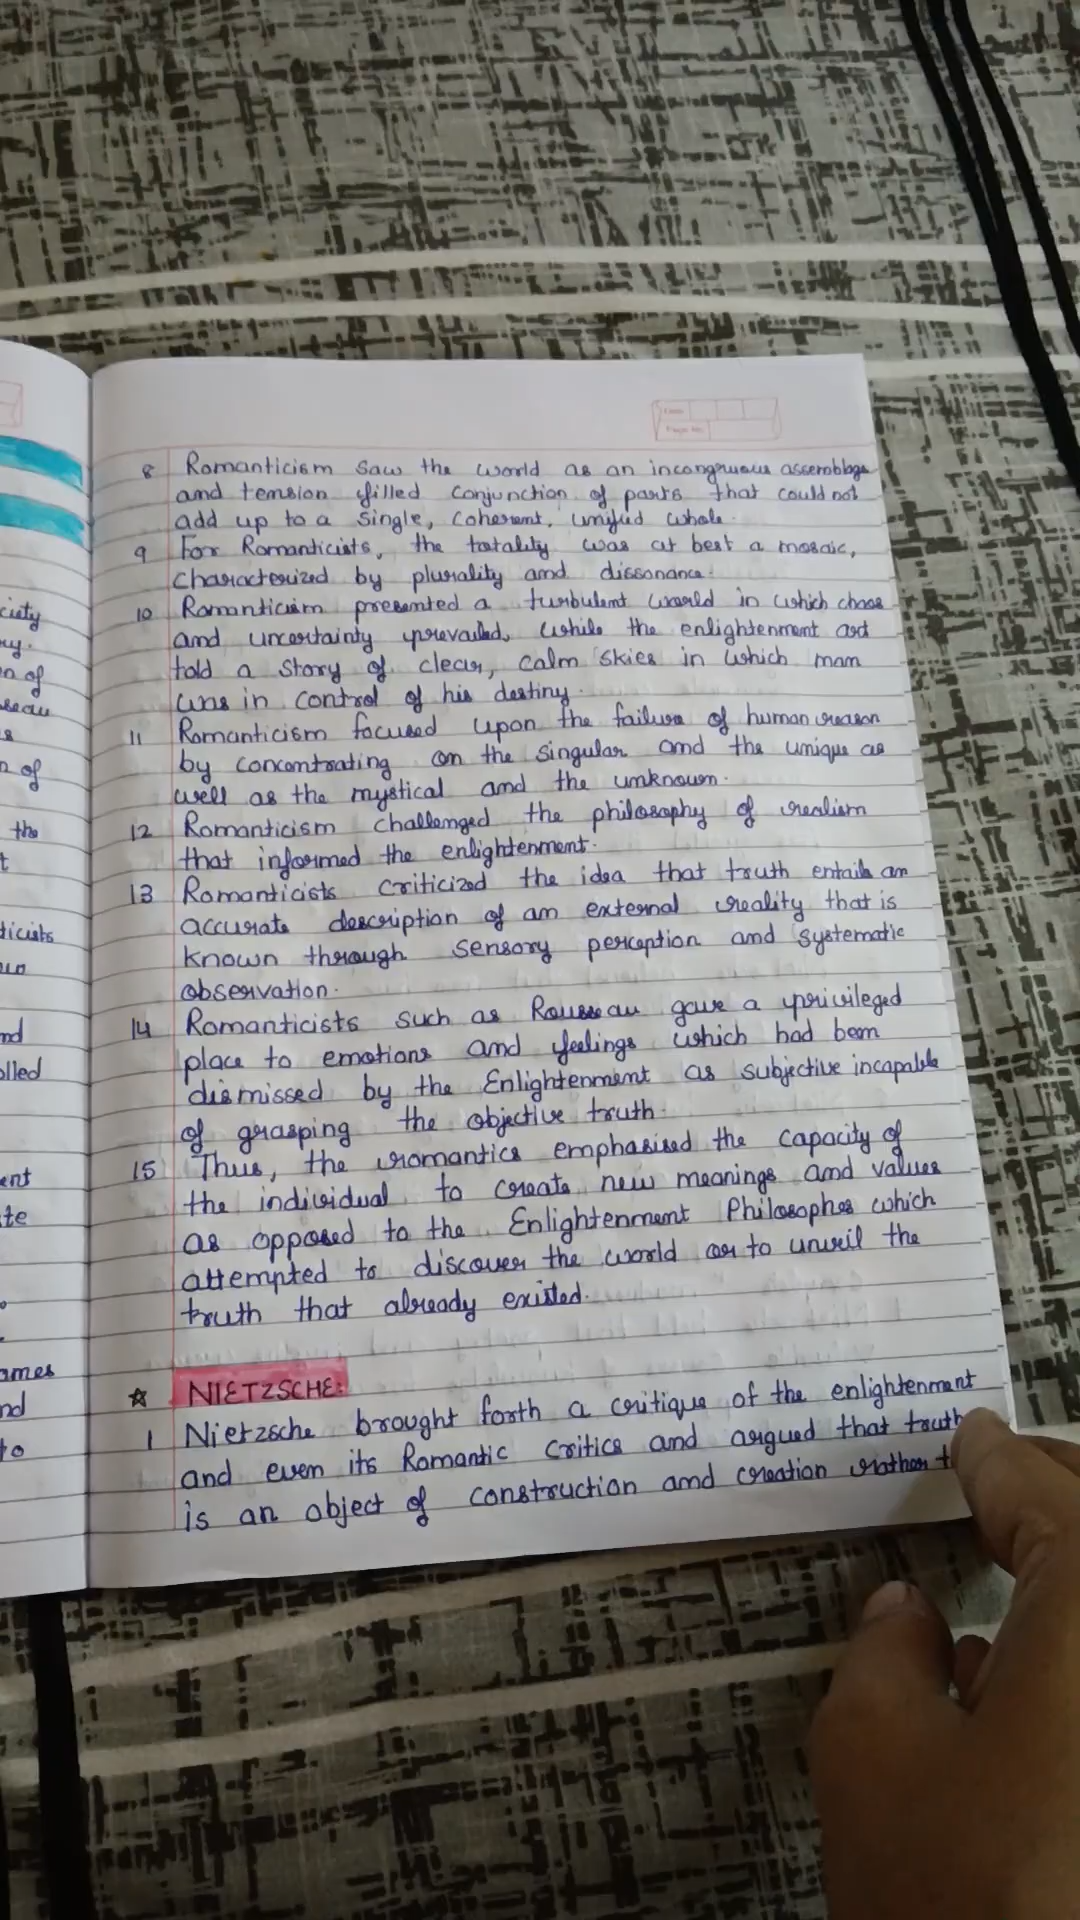 Date
Page No.
8 Romanticism saw the world as an incongruous assemblage
and tension filled conjunction of parts that could not
add up to a single, coherent, unified whole.
9 For Romanticists, the totality was at best a mosaic,
characterized by plurality and dissonance.
10 Romanticism presented a turbulent world in which chaos
and uncertainty prevailed, while the enlightenment art
told a story of clear, calm skies in which man
was in control of his destiny.
11 Romanticism focused upon the failure of human reason
by concentrating on the singular and the unique as
well as the mystical and the unknown.
12 Romanticism challenged the philosophy of realism
that informed the enlightenment.
13 Romanticists criticized the idea that truth entails an
accurate description of an external reality that is
known through sensory perception and systematic
observation.
14 Romanticists such as Rousseau gave a privileged
place to emotions and feelings which had been
dismissed by the Enlightenment as subjective incapable
of grasping the objective truth.
15 Thus, the romantics emphasised the capacity of
the individual to create new meanings and values
as opposed to the Enlightenment Philosophes which
attempted to discover the world or to unveil the
truth that already existed.
☆ NIETZSCHE:
1 Nietzsche brought forth a critique of the enlightenment
and even its Romantic Critics and argued that truth
is an object of construction and creation rather